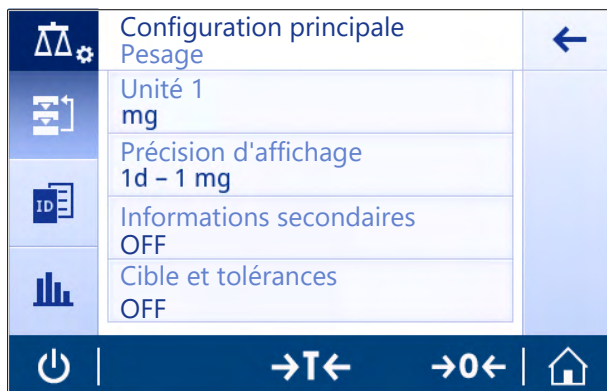 Configuration principale
Pesage
Unité 1
mg
Précision d'affichage
1d – 1 mg
ID
Informations secondaires
OFF
Cible et tolérances
OFF
→T←
→0←